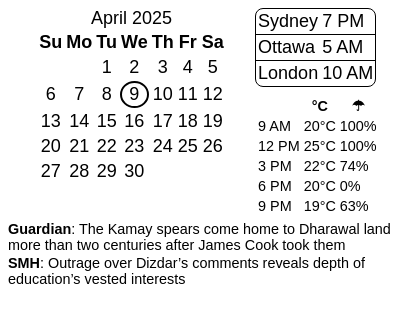 April 2025
Su Mo Tu We Th Fr Sa
1 2 3 4 5
6 7 8 9 10 11 12
13 14 15 16 17 18 19
20 21 22 23 24 25 26
27 28 29 30
Sydney 7 PM
Ottawa 5 AM
London 10 AM
°C ☂
9 AM 20°C 100%
12 PM 25°C 100%
3 PM 22°C 74%
6 PM 20°C 0%
9 PM 19°C 63%
Guardian: The Kamay spears come home to Dharawal land
more than two centuries after James Cook took them
SMH: Outrage over Dizdar’s comments reveals depth of
education’s vested interests